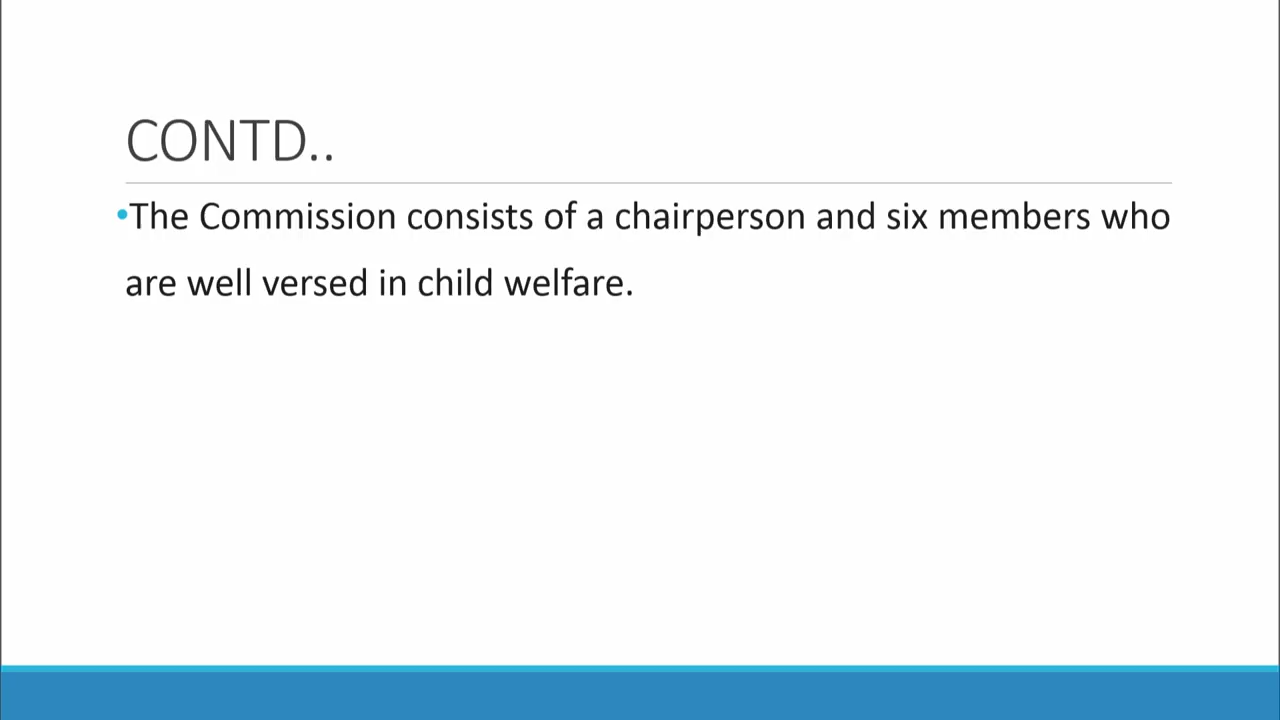 CONTD..
•The Commission consists of a chairperson and six members who
are well versed in child welfare.